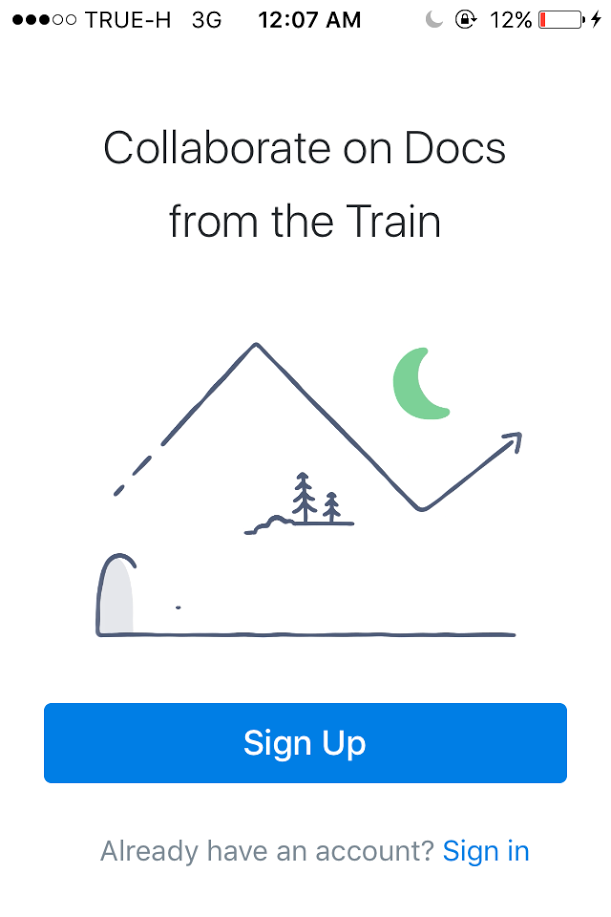 TRUE-H 3G 12:07 AM 12%
Collaborate on Docs
from the Train
Sign Up
Already have an account? Sign in